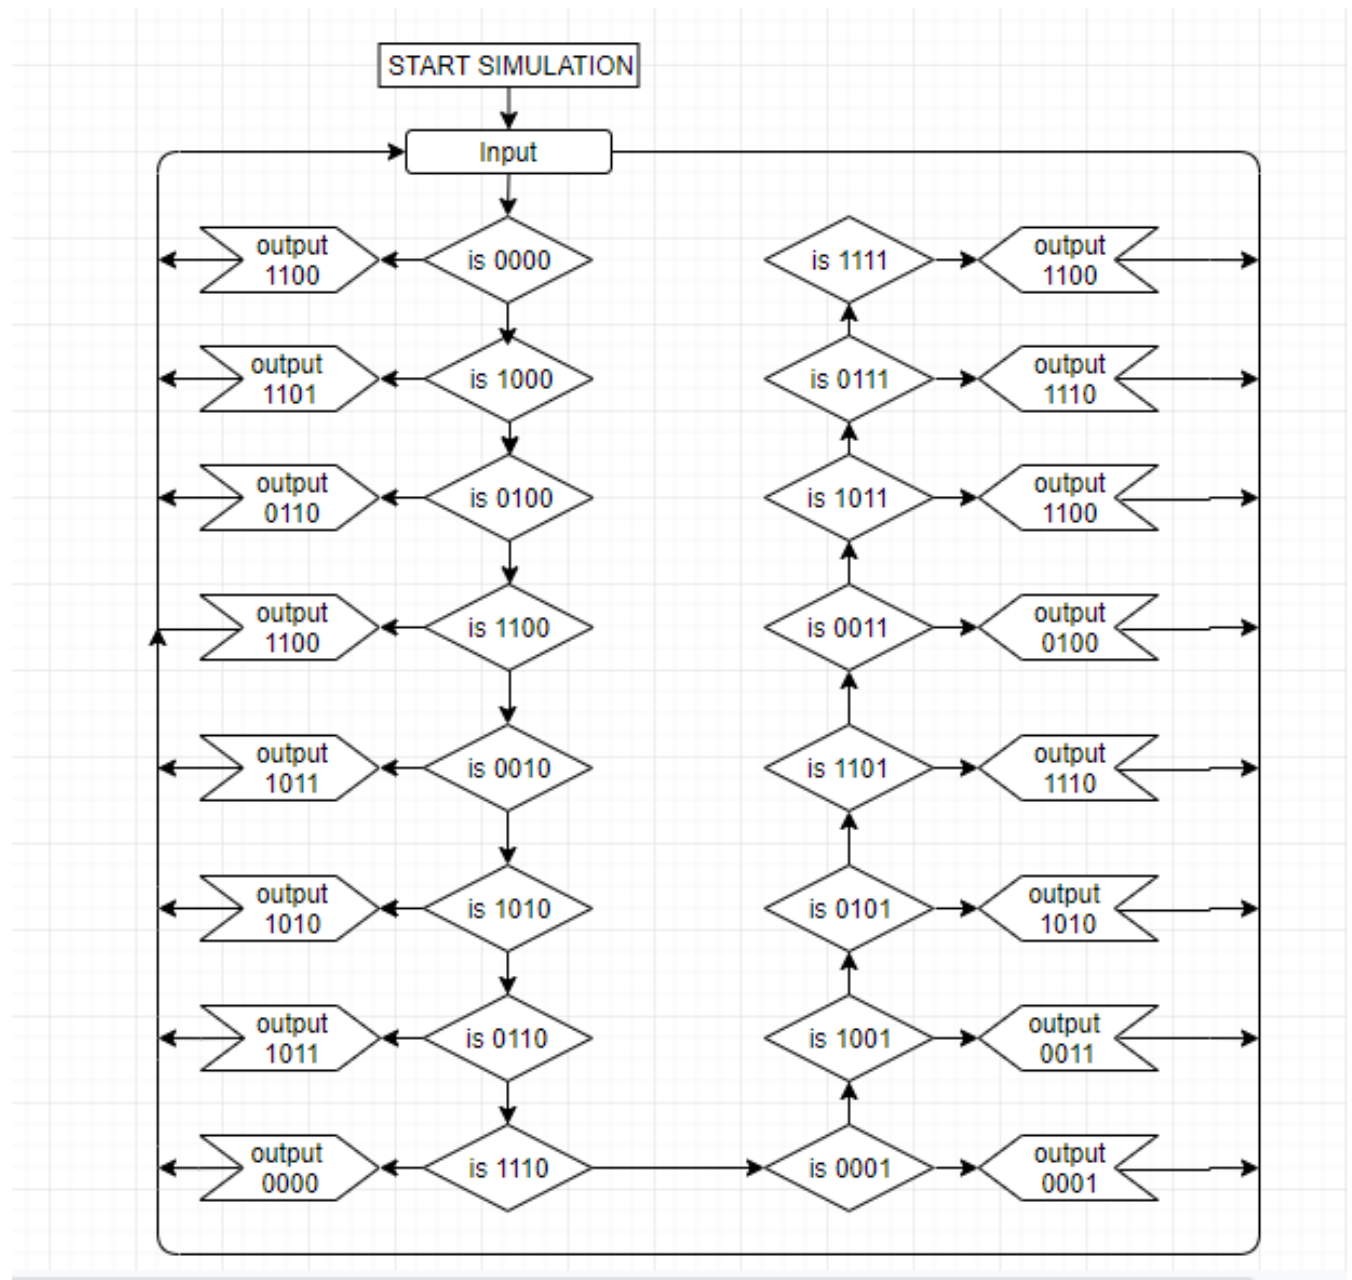 START SIMULATION
Input
output
1100
is 0000
is 1111
output
1100
output
1101
is 1000
is 0111
output
1110
output
0110
is 0100
is 1011
output
1100
output
1100
is 1100
is 0011
output
0100
output
1011
is 0010
is 1101
output
1110
output
1010
is 1010
is 0101
output
1010
output
1011
is 0110
is 1001
output
0011
output
0000
is 1110
is 0001
output
0001